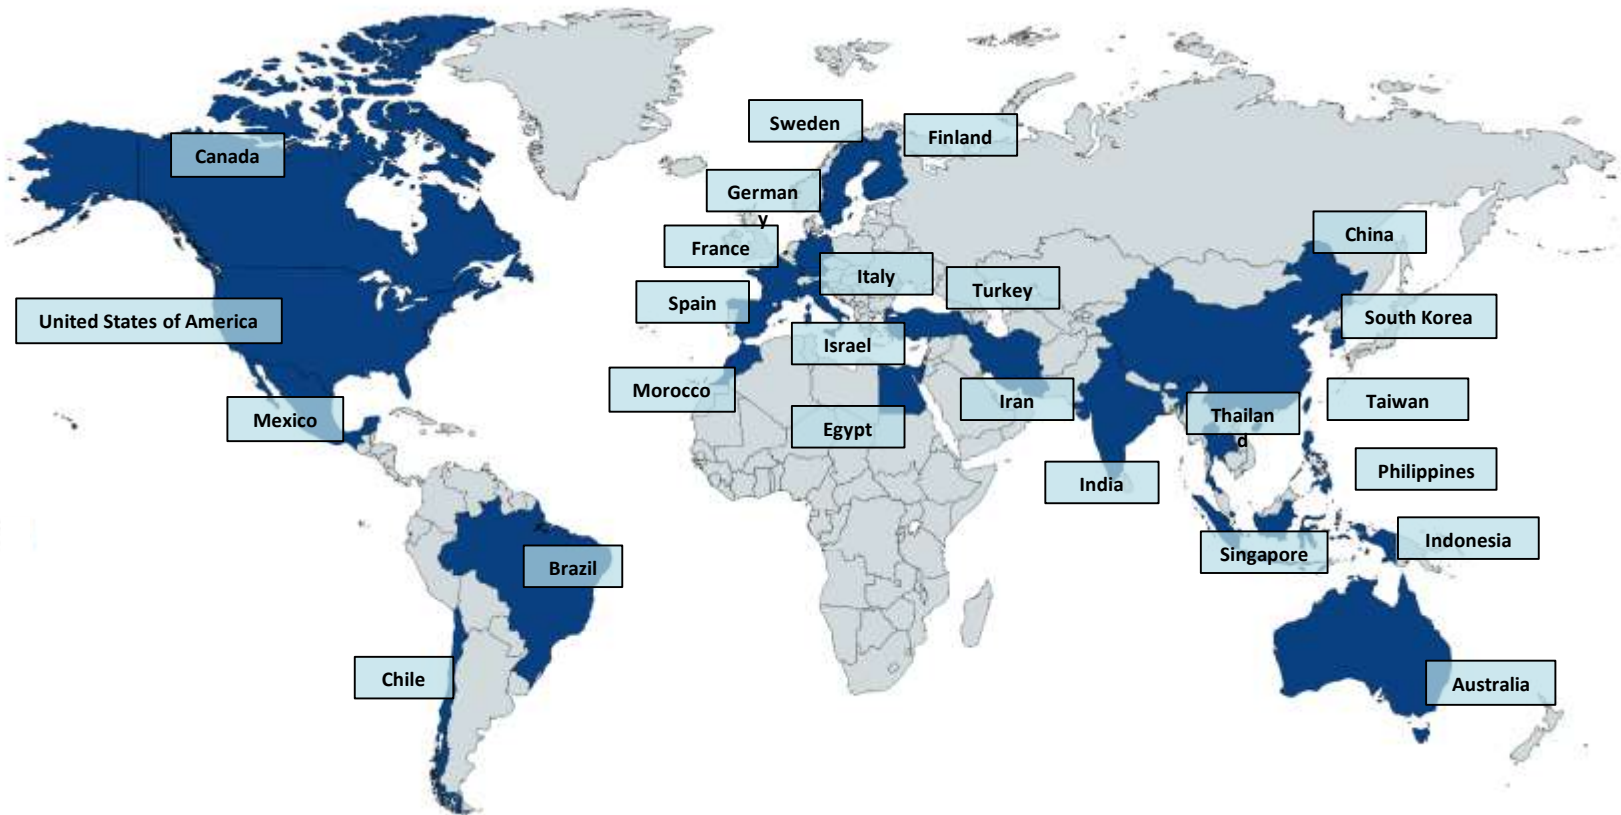 Sweden
Finland
Canada
German
y
China
France
Italy
Turkey
Spain
United States of America
South Korea
Israel
Morocco
Iran
Taiwan
Mexico
Thailan
d
Egypt
Philippines
India
Indonesia
Singapore
Brazil
Chile
Australia